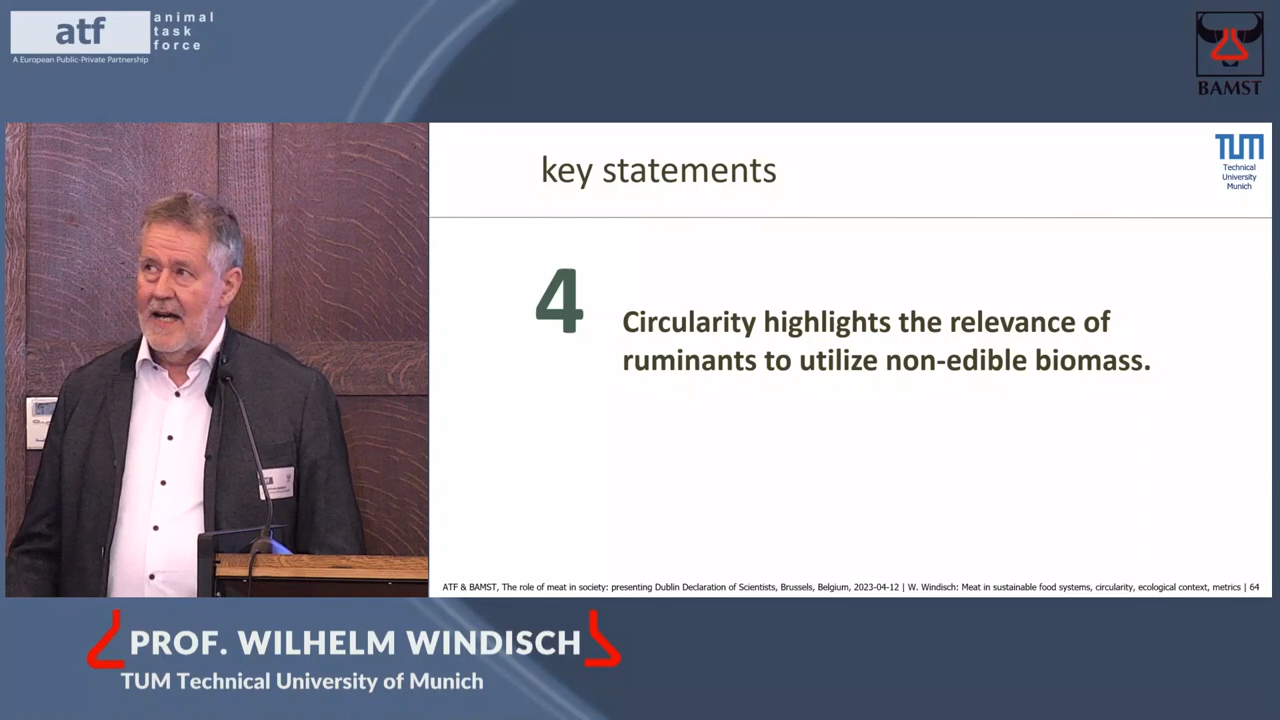 atf
animal
task
force
A European Public-Private Partnership
BAMST
key statements
TUM
Technical
University
Munich
4
Circularity highlights the relevance of
ruminants to utilize non-edible biomass.
ATF & BAMST, The role of meat in society: presenting Dublin Declaration of Scientists, Brussels, Belgium, 2023-04-12 | W. Windisch: Meat in sustainable food systems, circularity, ecological context, metrics | 64
PROF. WILHELM WINDISCH
TUM Technical University of Munich